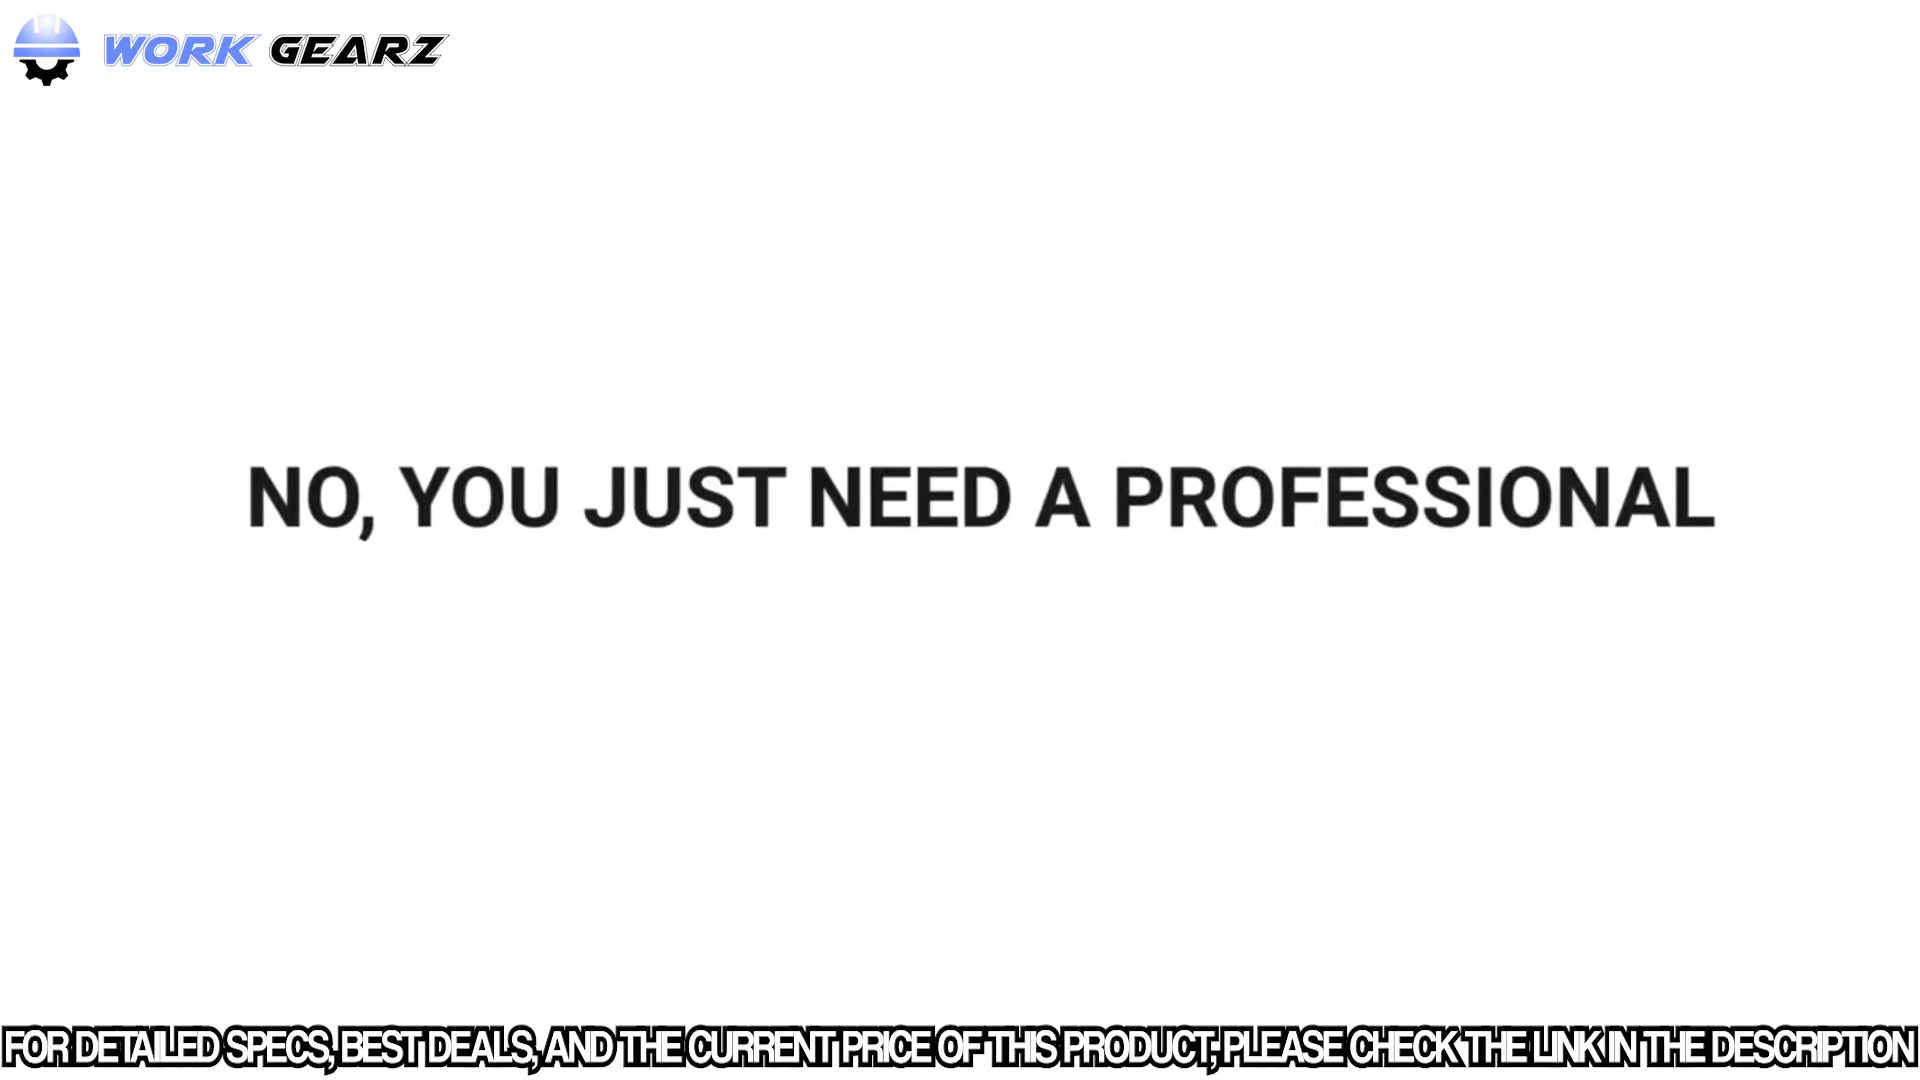 WORK GEARZ
NO, YOU JUST NEED A PROFESSIONAL
FOR DETAILED SPECS, BEST DEALS, AND THE CURRENT PRICE OF THIS PRODUCT, PLEASE CHECK THE LINK IN THE DESCRIPTION